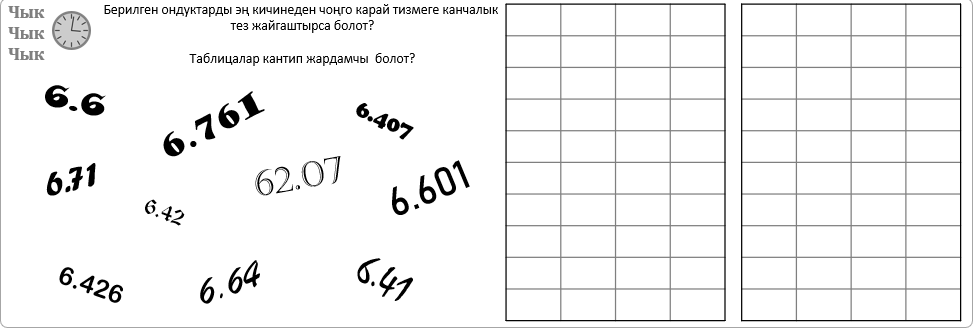 Чык
Чык
Чык
Берилген ондуктарды эң кичинеден чоңго карай тизмеге канчалык
тез жайгаштырса болот?
Таблицалар кантип жардамчы болот?
6.6
6.761
6.407
6.71
62.07
6.601
6.42
6.426
6.64
6.41